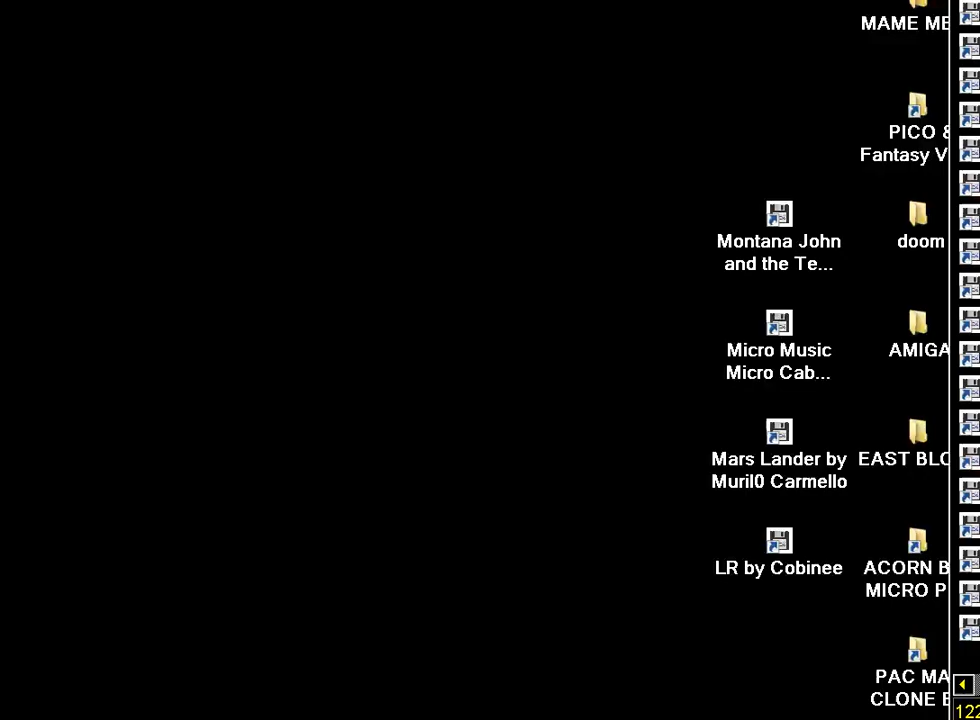 MAME ME
PICO &
Fantasy V
Montana John
and the Te...
doom
Micro Music
Micro Cab...
AMIGA
Mars Lander by
Muril0 Carmello
EAST BLO
LR by Cobinee
ACORN B
MICRO P
PAC MA
CLONE E
122